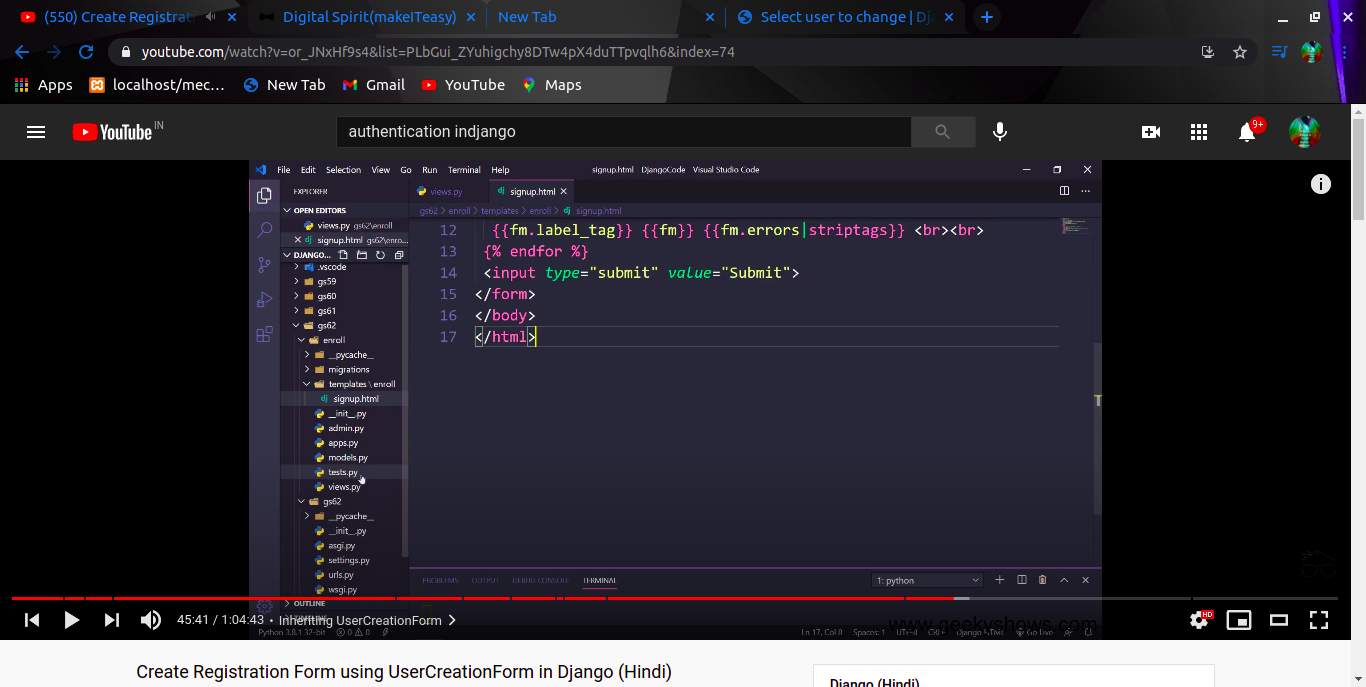 (550) Create Registrat
Digital Spirit(makeITeasy)
New Tab
Select user to change | Dj
youtube.com/watch?v=or_JNxHf9s4&list=PLbGui_ZYuhigchy8DTw4pX4duTTpvqlh6&index=74
Apps
localhost/mec...
New Tab
Gmail
YouTube
Maps
YouTube IN
authentication indjango
9+
File Edit Selection View Go Run Terminal Help
signup.html DjangoCode Visual Studio Code
EXPLORER
views.py
signup.html
OPEN EDITORS
gs62 > enroll > templates > enroll > signup.html
views.py gs62\enroll
signup.html gs62\enro...
DJANGO...
.vscode
gs59
gs60
gs61
gs62
enroll
__pycache__
migrations
templates \ enroll
signup.html
__init__.py
admin.py
apps.py
models.py
tests.py
views.py
gs62
__pycache__
__init__.py
asgi.py
settings.py
urls.py
wsgi.py
OUTLINE
TIMELINE
12 {{fm.label_tag}} {{fm}} {{fm.errors|striptags}} <br><br>
13 {% endfor %}
14 <input type="submit" value="Submit">
15 </form>
16 </body>
17 </html>
PROBLEMS OUTPUT DEBUG CONSOLE TERMINAL
1: python
45:41 / 1:04:43 • Inheriting UserCreationForm
HD
www.geekyshows.com
Python 3.8.1 32-bit 0 0
Ln 17, Col 8 Spaces: 1 UTF-8 CRLF Django HTML Go Live
Create Registration Form using UserCreationForm in Django (Hindi)
Django (Hindi)